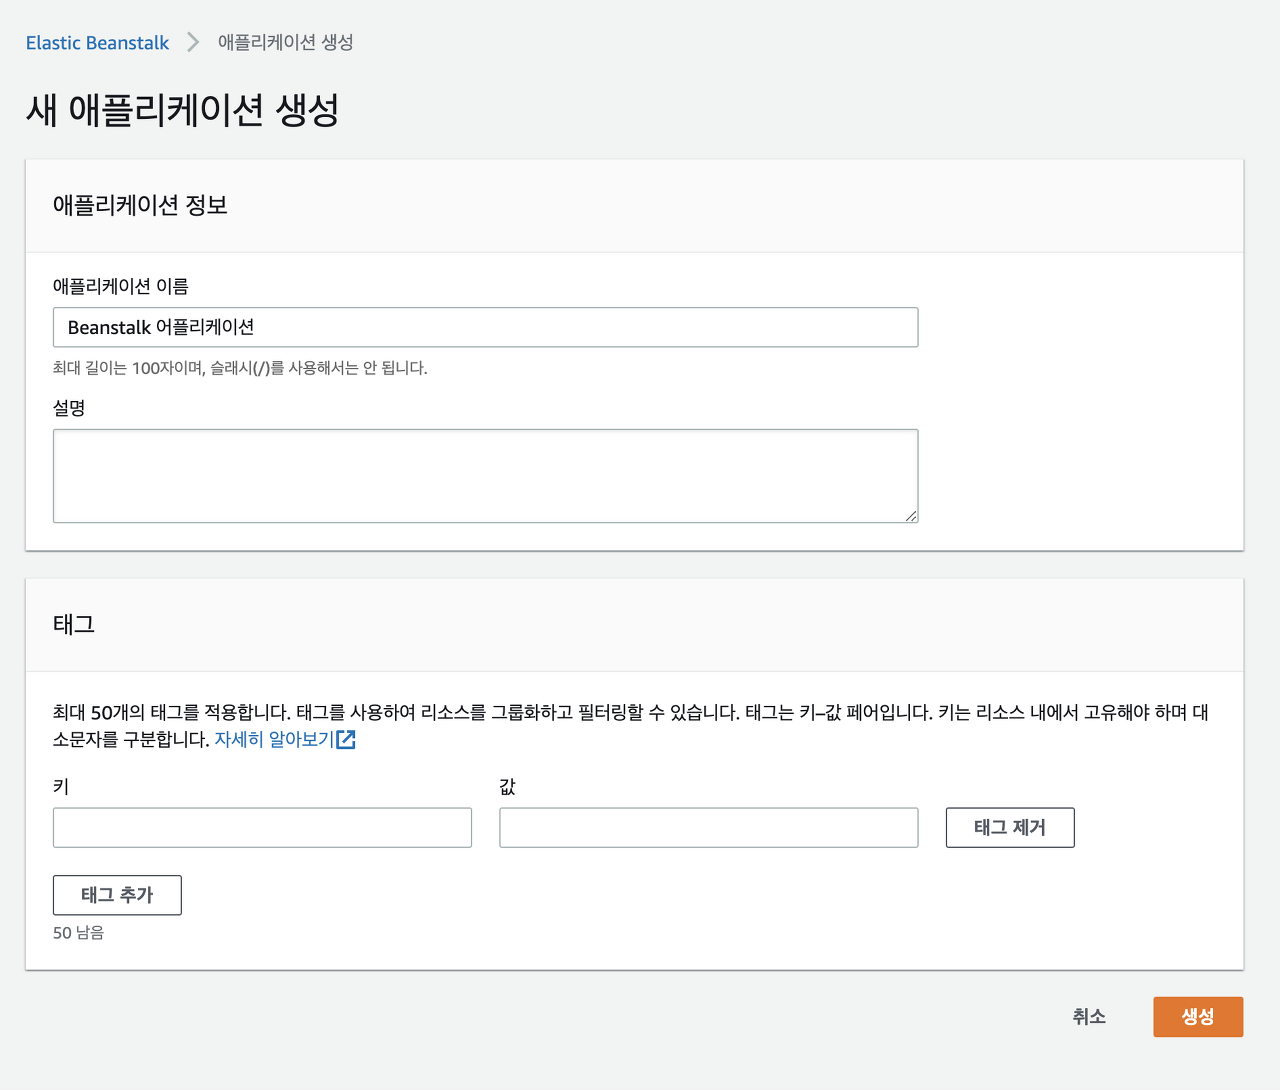 Elastic Beanstalk > 애플리케이션 생성
새 애플리케이션 생성
애플리케이션 정보
애플리케이션 이름
Beanstalk 어플리케이션
최대 길이는 100자이며, 슬래시(/)를 사용해서는 안 됩니다.
설명
태그
최대 50개의 태그를 적용합니다. 태그를 사용하여 리소스를 그룹화하고 필터링할 수 있습니다. 태그는 키–값 페어입니다. 키는 리소스 내에서 고유해야 하며 대
소문자를 구분합니다. 자세히 알아보기
키 값
태그 제거
태그 추가
50 남음
취소 생성